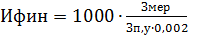 Ифин = 1000 · Змер / Зп,у·0,002